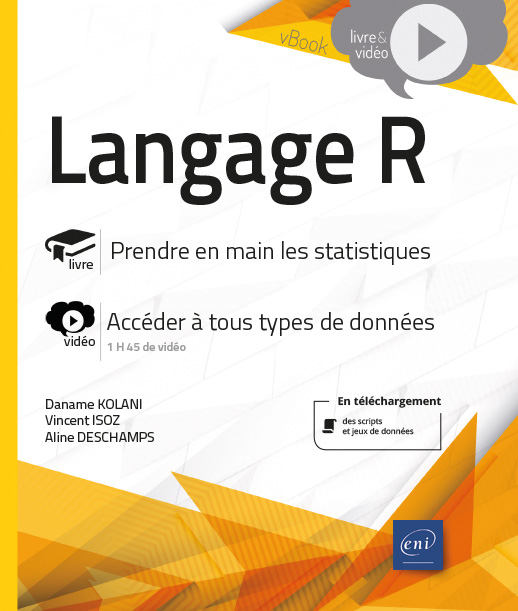 vBook
livre &
vidéo
Langage R
livre
Prendre en main les statistiques
vidéo
Accéder à tous types de données
1 H 45 de vidéo
Daname KOLANI
Vincent ISOZ
Aline DESCHAMPS
En téléchargement
des scripts
et jeux de données
eni